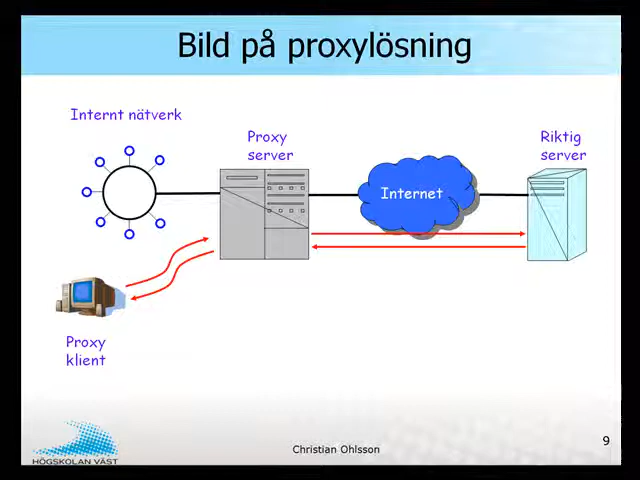 Bild på proxylösning
Internt nätverk
Proxy
server
Riktig
server
Internet
Proxy
klient
9
Christian Ohlsson
HÖGSKOLAN VÄST